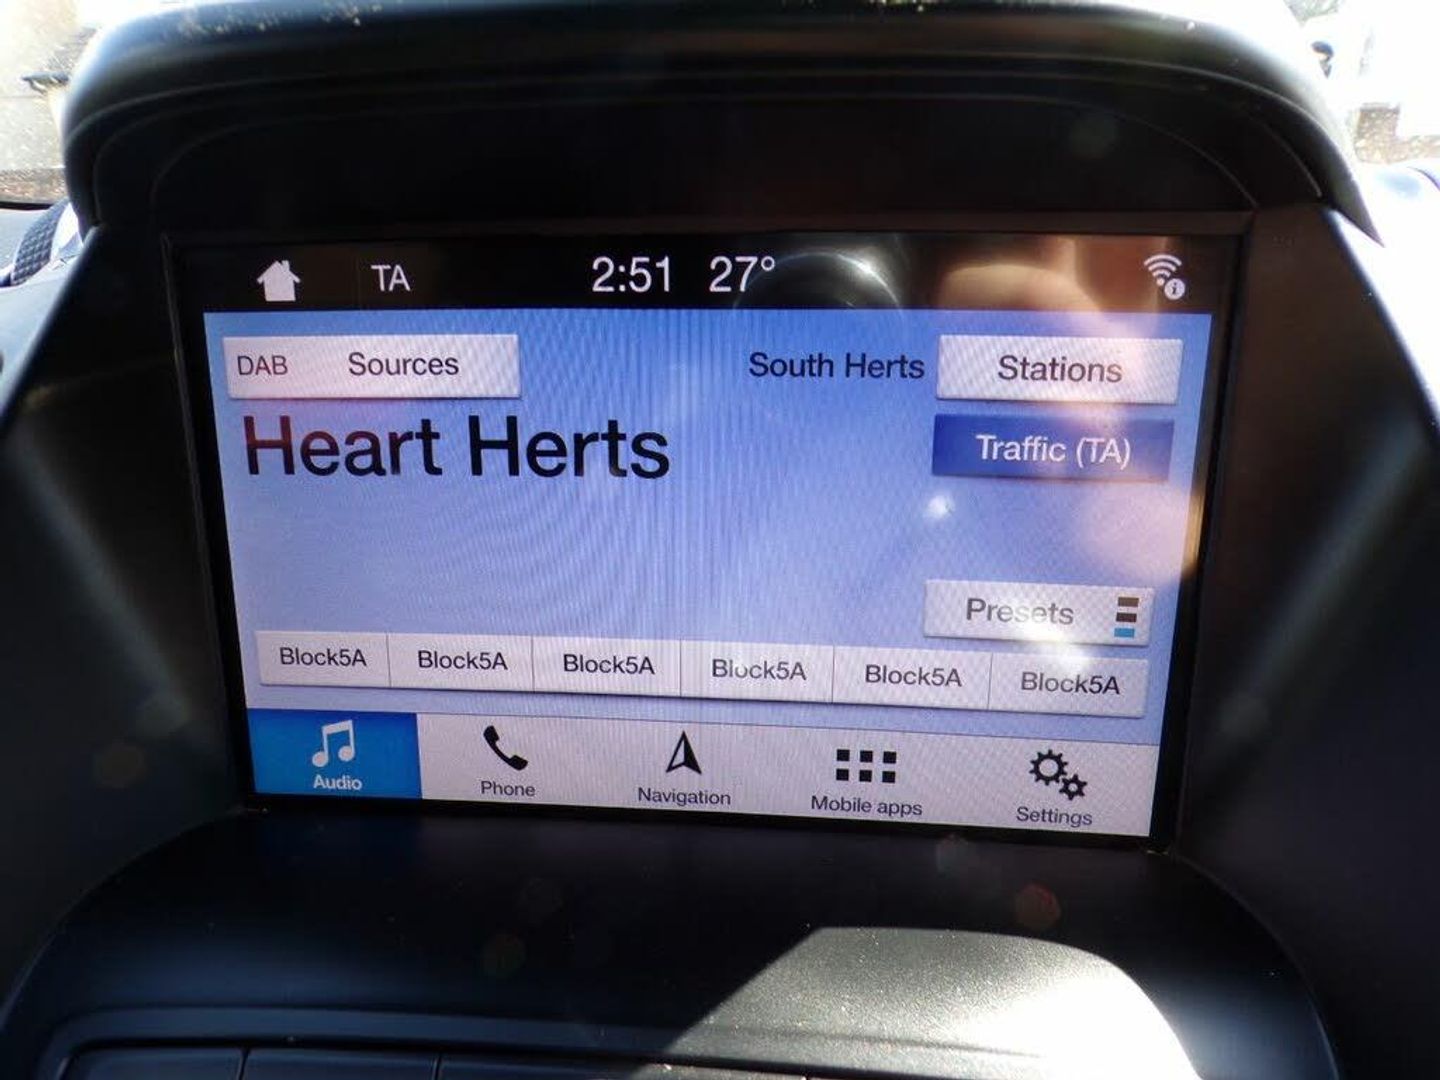 TA 2:51 27°
DAB Sources South Herts Stations
Heart Herts Traffic (TA)
Presets
Block5A Block5A Block5A Block5A Block5A Block5A
Audio Phone Navigation Mobile apps Settings